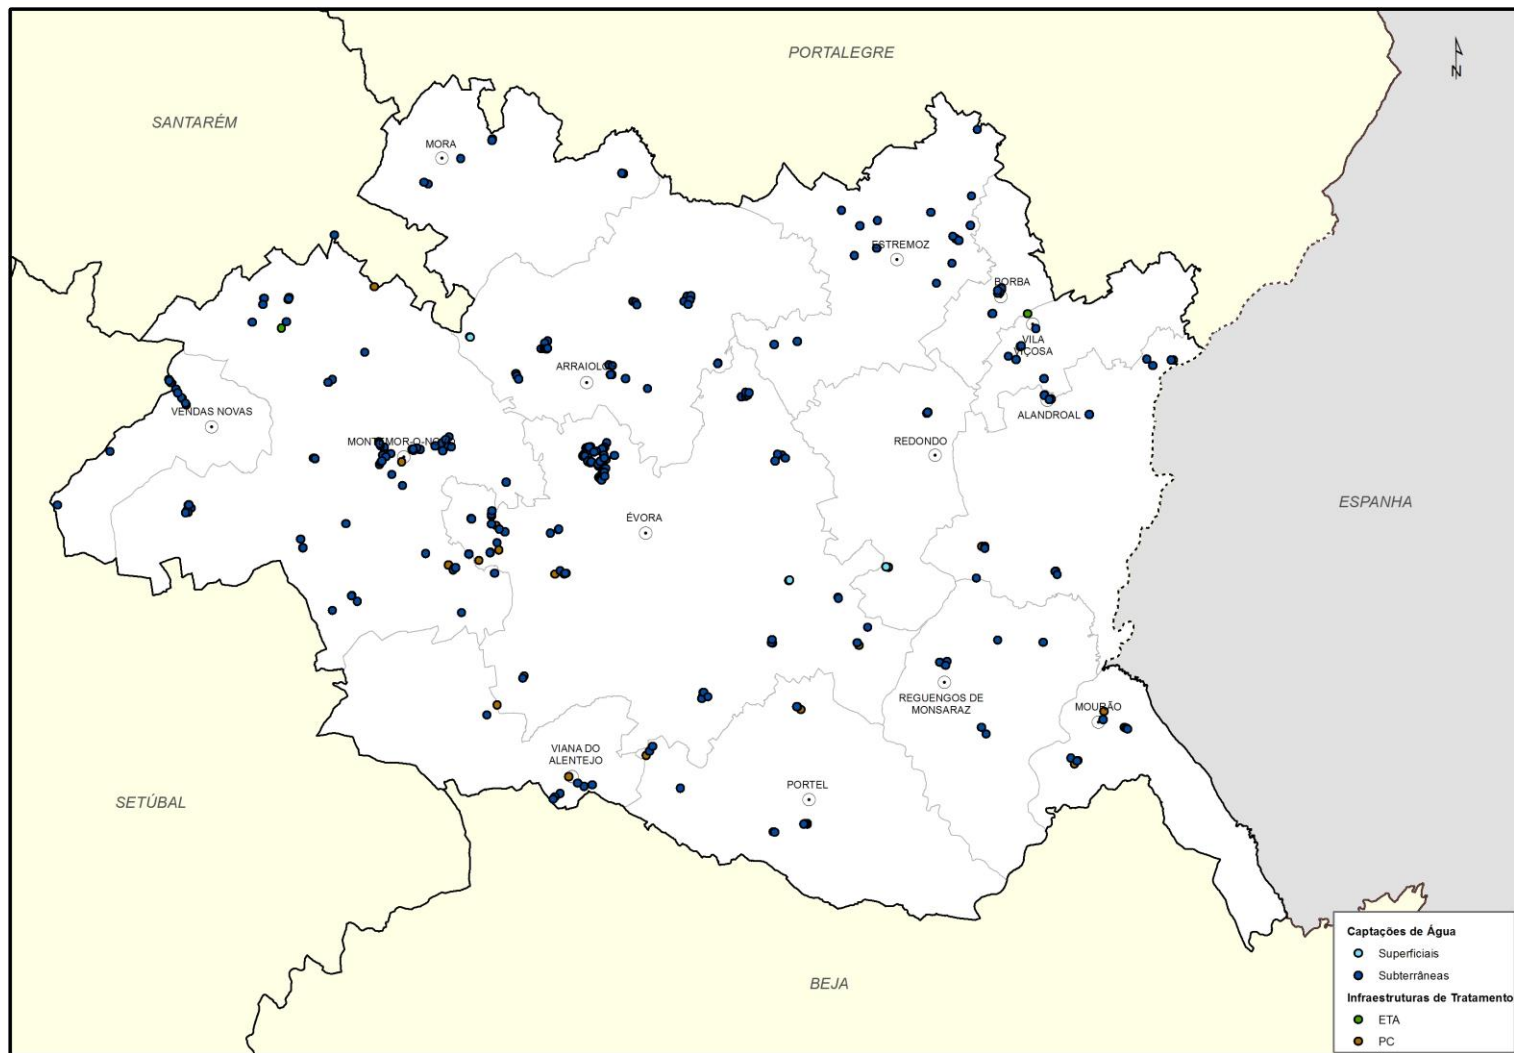 PORTALEGRE
N
SANTARÉM
MORA
ESTREMOZ
BORBA
VILA
VIÇOSA
ARRAIOLOS
ALANDROAL
VENDAS NOVAS
MONTEMOR-O-NOVO
REDONDO
ESPANHA
ÉVORA
REGUENGOS DE
MONSARAZ
MOURÃO
VIANA DO
ALENTEJO
PORTEL
SETÚBAL
BEJA
Captações de Água
Superficiais
Subterrâneas
Infraestruturas de Tratamento
ETA
PC